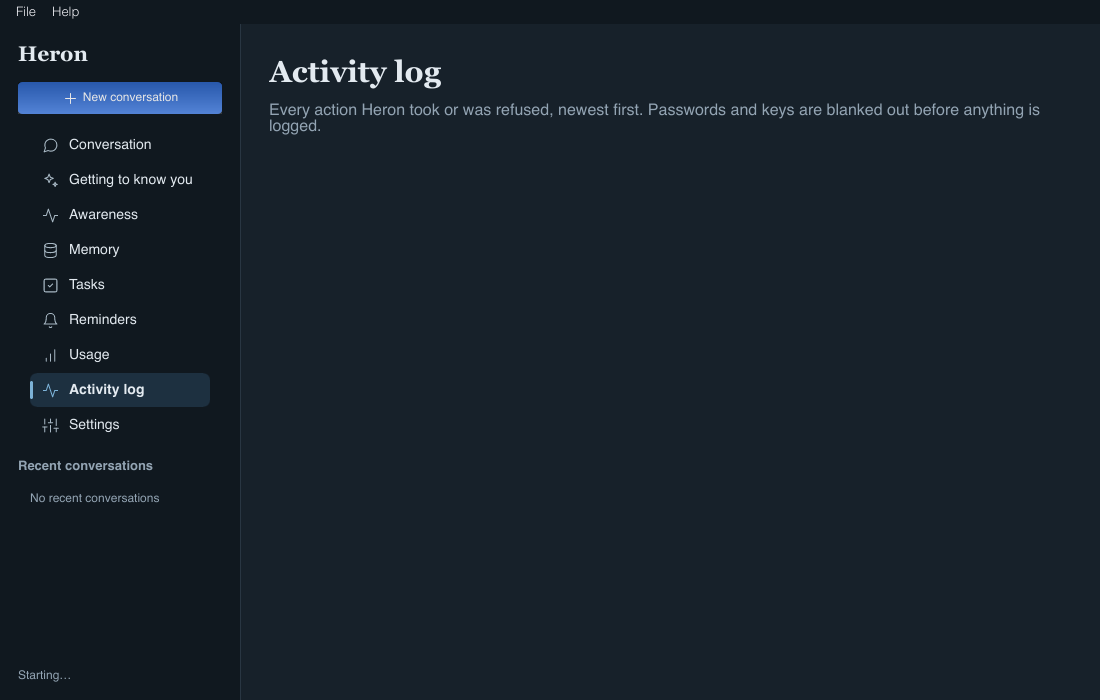 File Help
Heron
New conversation
Conversation
Getting to know you
Awareness
Memory
Tasks
Reminders
Usage
Activity log
Settings
Recent conversations
No recent conversations
Starting…
Activity log
Every action Heron took or was refused, newest first. Passwords and keys are blanked out before anything is
logged.